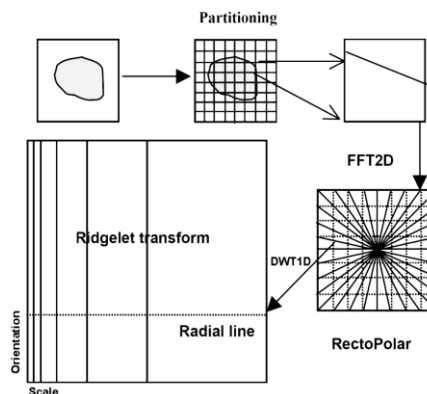 Partitioning
FFT2D
Ridgelet transform
DWT1D
Radial line
RectoPolar
Orientation
Scale